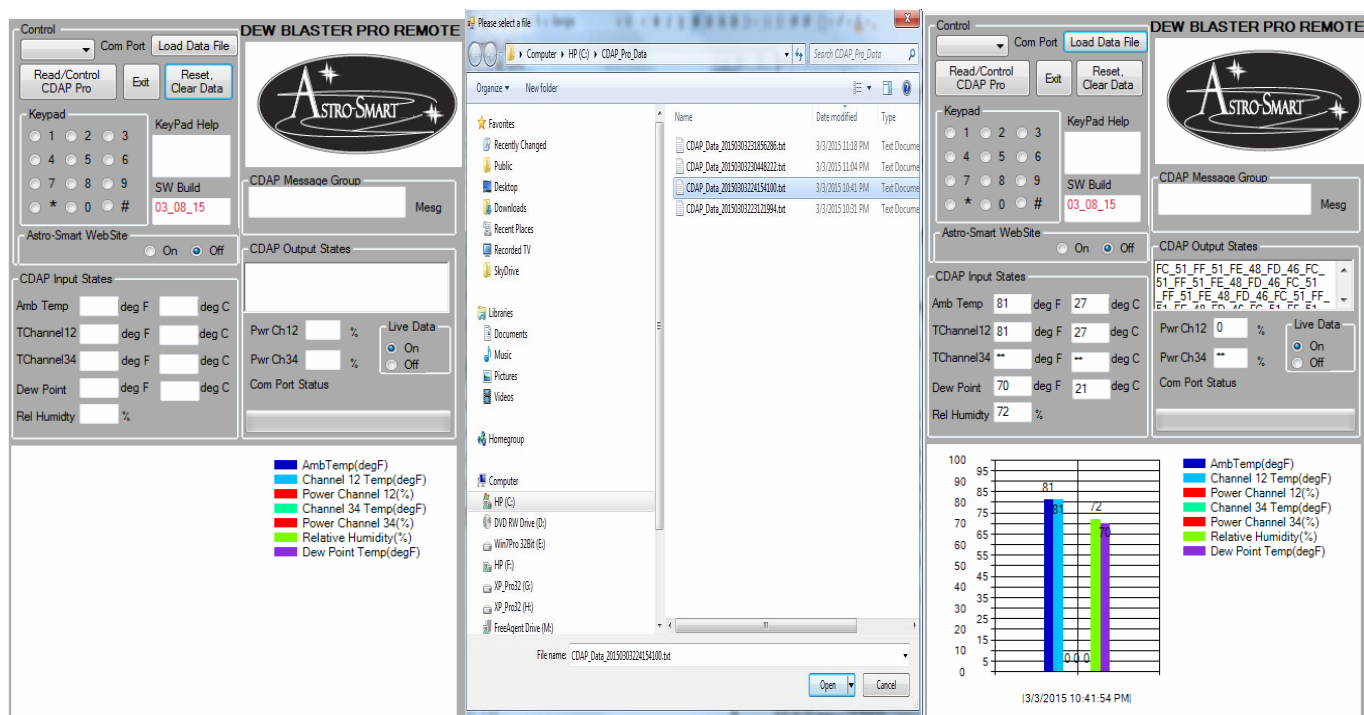 Control
DEW BLASTER PRO REMOTE
Com Port
Load Data File
Read/Control
CDAP Pro
Exit
Reset,
Clear Data
ASTRO-SMART
Keypad
KeyPad Help
1 2 3
4 5 6
7 8 9
* 0 #
SW Build
03_08_15
CDAP Message Group
Mesg
Astro-Smart WebSite
On Off
CDAP Output States
CDAP Input States
Amb Temp deg F deg C
TChannel12 deg F deg C
TChannel34 deg F deg C
Dew Point deg F deg C
Rel Humidty %
Pwr Ch12 %
Pwr Ch34 %
Live Data
On
Off
Com Port Status
AmbTemp(degF)
Channel 12 Temp(degF)
Power Channel 12(%)
Channel 34 Temp(degF)
Power Channel 34(%)
Relative Humidity(%)
Dew Point Temp(degF)
Please select a file
Computer HP (C:) CDAP_Pro_Data
Search CDAP_Pro_Data
Organize New folder
Name Date modified Type
Favorites
Recently Changed
Public
Desktop
Downloads
Recent Places
Recorded TV
SkyDrive
Libraries
Documents
Music
Pictures
Videos
Homegroup
Computer
HP (C:)
DVD RW Drive (D:)
Win7Pro 32Bit (E:)
HP (F:)
XP_Pro32 (G:)
XP_Pro32 (H:)
FreeAgent Drive (M:)
CDAP_Data_20150303231856286.txt 3/3/2015 11:18 PM Text Docume
CDAP_Data_20150303230448222.txt 3/3/2015 11:04 PM Text Docume
CDAP_Data_20150303224154100.txt 3/3/2015 10:41 PM Text Docume
CDAP_Data_20150303223121994.txt 3/3/2015 10:31 PM Text Docume
File name: CDAP_Data_20150303224154100.txt
Open Cancel
Control
DEW BLASTER PRO REMOTE
Com Port
Load Data File
Read/Control
CDAP Pro
Exit
Reset,
Clear Data
ASTRO-SMART
Keypad
KeyPad Help
1 2 3
4 5 6
7 8 9
* 0 #
SW Build
03_08_15
CDAP Message Group
Mesg
Astro-Smart WebSite
On Off
CDAP Output States
FC_51_FF_51_FE_48_FD_46_FC_
51_FF_51_FE_48_FD_46_FC_51
_FF_51_FE_48_FD_46_FC_51_FF_
CDAP Input States
Amb Temp 81 deg F 27 deg C
TChannel12 81 deg F 27 deg C
TChannel34 ** deg F ** deg C
Dew Point 70 deg F 21 deg C
Rel Humidty 72 %
Pwr Ch12 0 %
Pwr Ch34 ** %
Live Data
On
Off
Com Port Status
100
95
90
85
80
75
70
65
60
55
50
45
40
35
30
25
20
15
10
5
0
81
81
72
70
0 0 0
|3/3/2015 10:41:54 PM|
AmbTemp(degF)
Channel 12 Temp(degF)
Power Channel 12(%)
Channel 34 Temp(degF)
Power Channel 34(%)
Relative Humidity(%)
Dew Point Temp(degF)